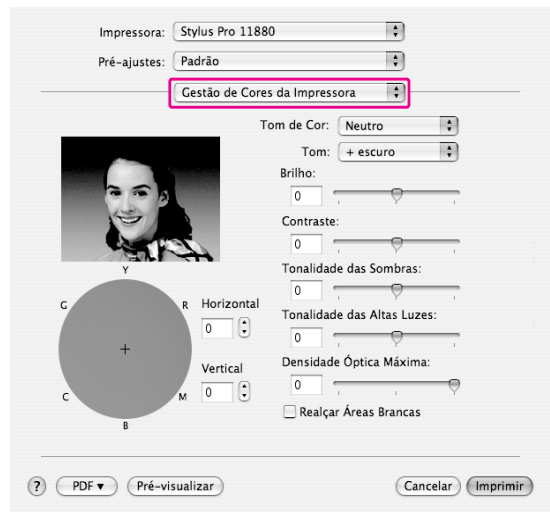 Impressora: Stylus Pro 11880
Pré-ajustes: Padrão
Gestão de Cores da Impressora
Tom de Cor: Neutro
Tom: + escuro
Brilho:
0
Contraste:
0
Tonalidade das Sombras:
0
Tonalidade das Altas Luzes:
0
Densidade Óptica Máxima:
0
Realçar Áreas Brancas
Y
G R
C M
B
Horizontal
0
Vertical
0
? PDF Pré-visualizar Cancelar Imprimir